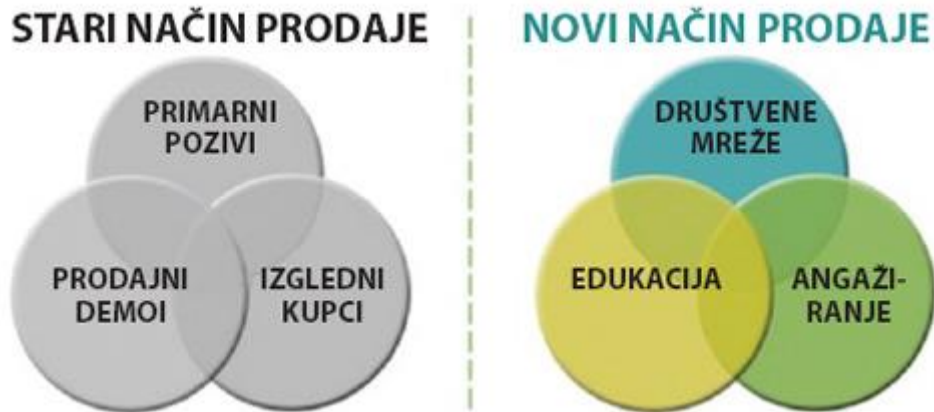 STARI NAČIN PRODAJE
PRIMARNI
POZIVI
PRODAJNI
DEMOI
IZGLEDNI
KUPCI
NOVI NAČIN PRODAJE
DRUŠTVENE
MREŽE
EDUKACIJA
ANGAŽI-
RANJE